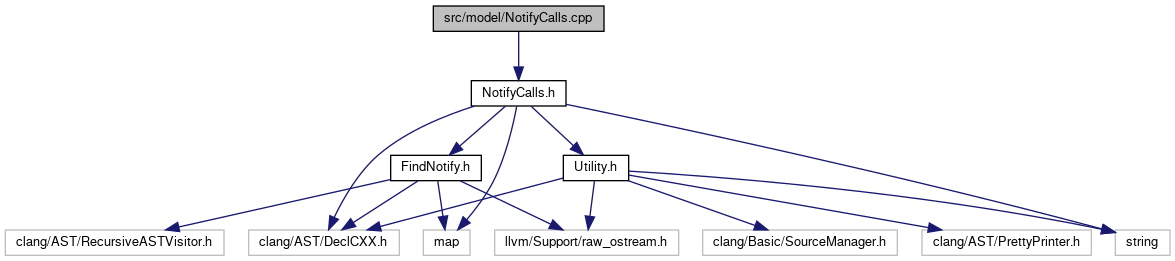 src/model/NotifyCalls.cpp
NotifyCalls.h
FindNotify.h
Utility.h
clang/AST/RecursiveASTVisitor.h
clang/AST/DeclCXX.h
map
llvm/Support/raw_ostream.h
clang/Basic/SourceManager.h
clang/AST/PrettyPrinter.h
string